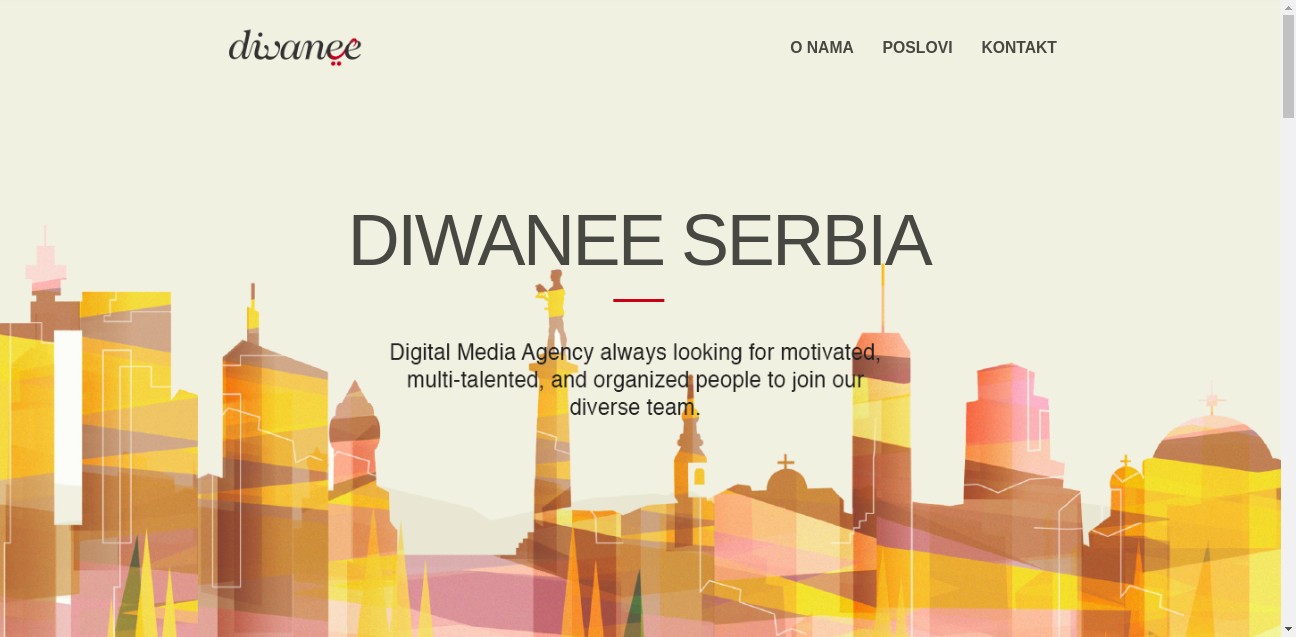 diwanee
O NAMA POSLOVI KONTAKT
DIWANEE SERBIA
Digital Media Agency always looking for motivated,
multi-talented, and organized people to join our
diverse team.